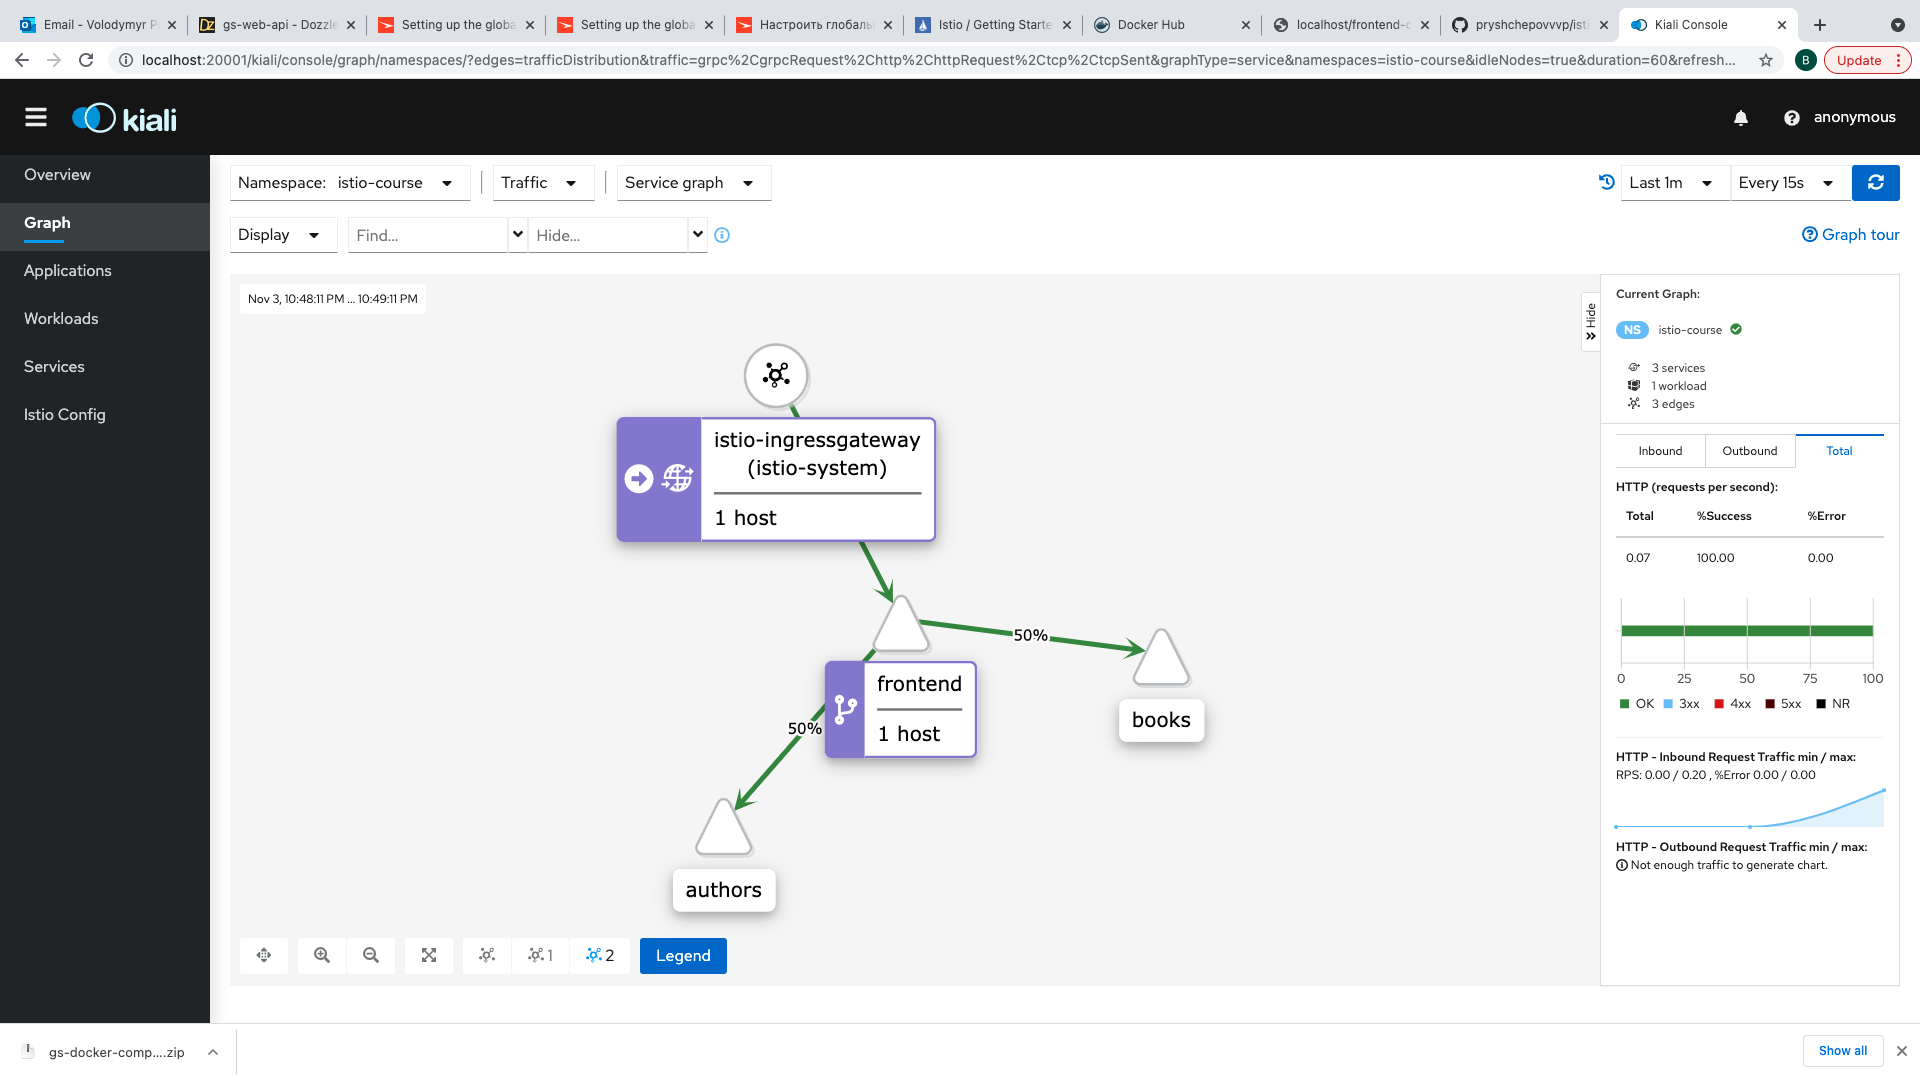 Email - Volodymyr P
gs-web-api - Dozzle
Setting up the globa
Setting up the globa
Настроить глобаль
Istio / Getting Starte
Docker Hub
localhost/frontend-c
pryshchepovvvp/isti
Kiali Console
localhost:20001/kiali/console/graph/namespaces/?edges=trafficDistribution&traffic=grpc%2CgrpcRequest%2Chttp%2ChttpRequest%2Ctcp%2CtcpSent&graphType=service&namespaces=istio-course&idleNodes=true&duration=60&refresh...
B
Update
kiali
anonymous
Overview
Graph
Applications
Workloads
Services
Istio Config
Namespace: istio-course
Traffic
Service graph
Last 1m
Every 15s
Display
Find...
Hide...
Graph tour
Nov 3, 10:48:11 PM ... 10:49:11 PM
istio-ingressgateway
(istio-system)
1 host
50%
frontend
1 host
books
50%
authors
1
2
Legend
Hide
Current Graph:
NS istio-course
3 services
1 workload
3 edges
Inbound
Outbound
Total
HTTP (requests per second):
Total %Success %Error
0.07 100.00 0.00
0 25 50 75 100
OK 3xx 4xx 5xx NR
HTTP - Inbound Request Traffic min / max:
RPS: 0.00 / 0.20 , %Error 0.00 / 0.00
HTTP - Outbound Request Traffic min / max:
Not enough traffic to generate chart.
gs-docker-comp....zip
Show all